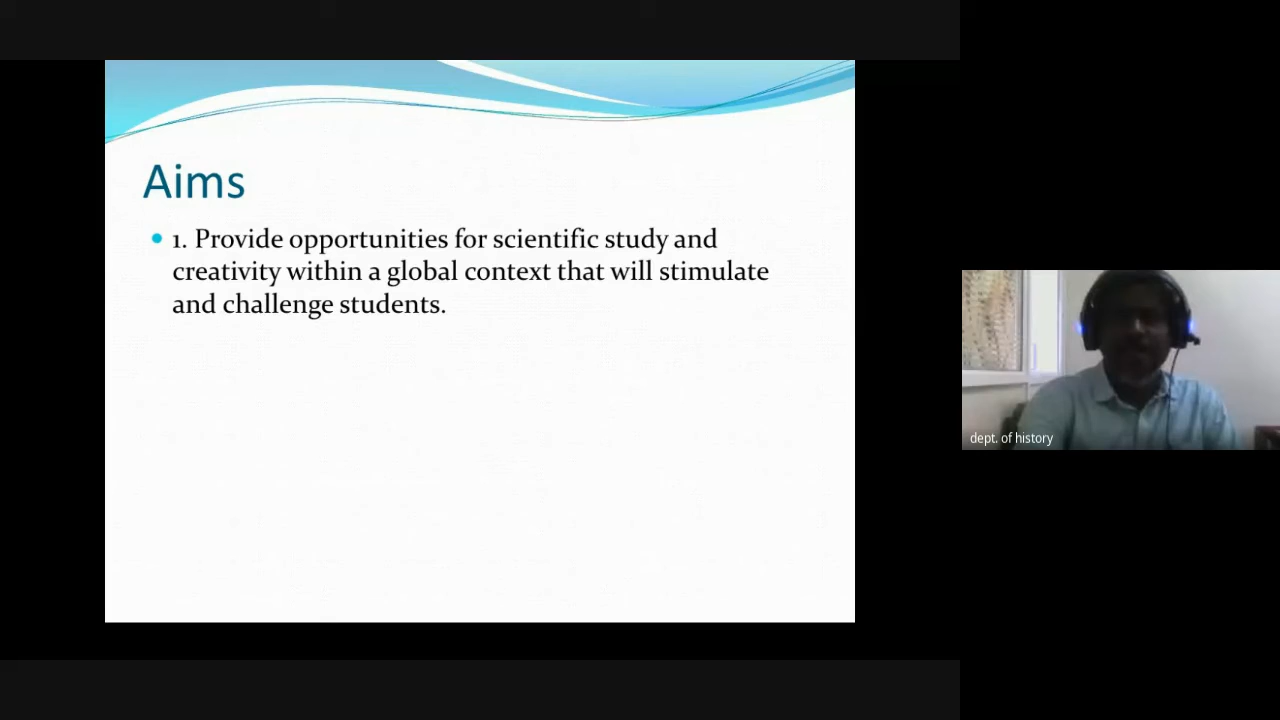 Aims
1. Provide opportunities for scientific study and
creativity within a global context that will stimulate
and challenge students.
dept. of history